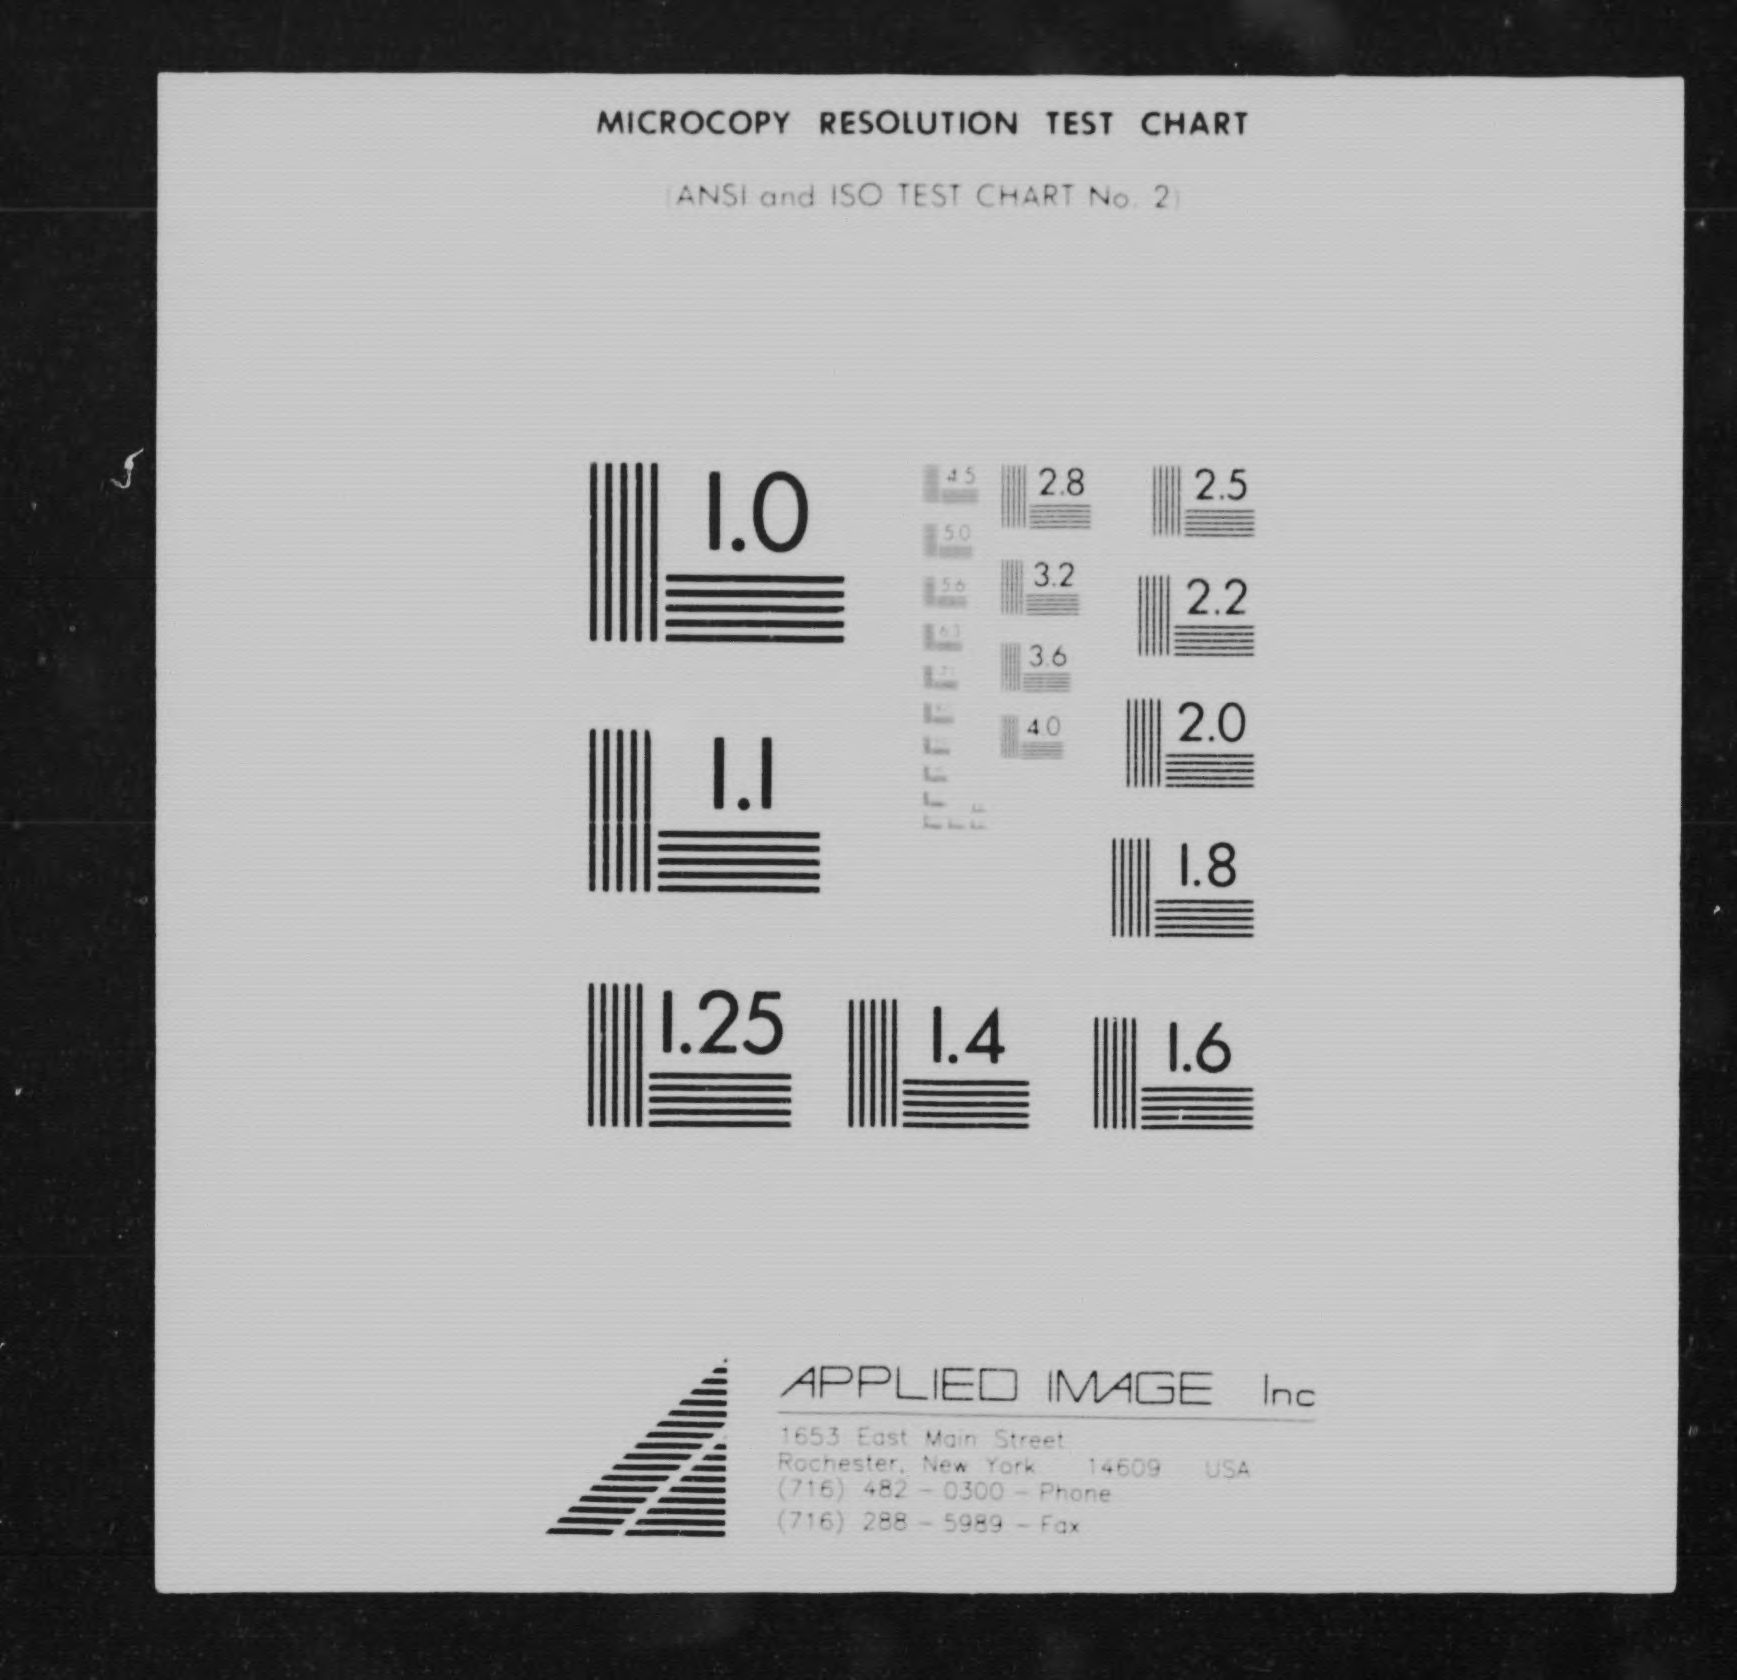 MICROCOPY RESOLUTION TEST CHART
(ANSI and ISO TEST CHART No. 2)
1.0
4.5
2.8
2.5
5.0
3.2
2.2
5.6
6.3
3.6
2.0
4.0
1.1
1.8
1.25
1.4
1.6
APPLIED IMAGE Inc
1653 East Main Street
Rochester, New York 14609 USA
(716) 482 - 0300 - Phone
(716) 288 - 5989 - Fax